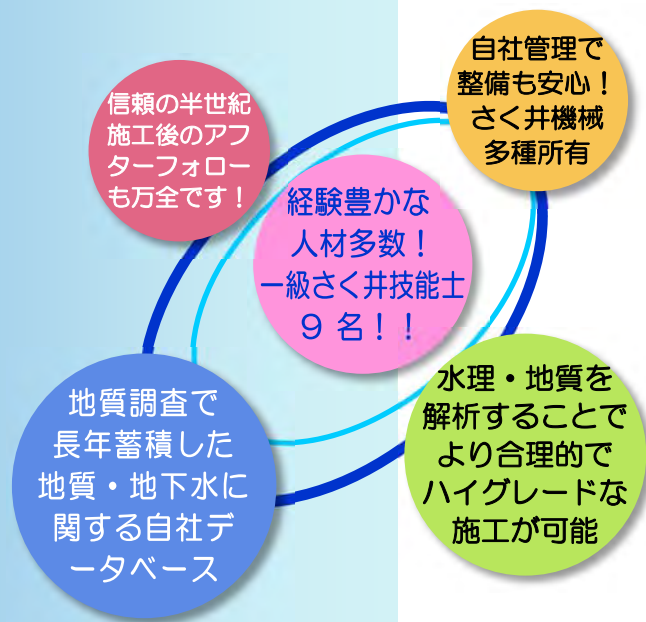 信頼の半世紀
施工後のアフ
ターフォロー
も万全です！
自社管理で
整備も安心！
さく井機械
多種所有
経験豊かな
人材多数！
一級さく井技能士
９ 名！！
地質調査で
長年蓄積した
地質・地下水に
関する自社デ
ータベース
水理・地質を
解析することで
より合理的で
ハイグレードな
施工が可能